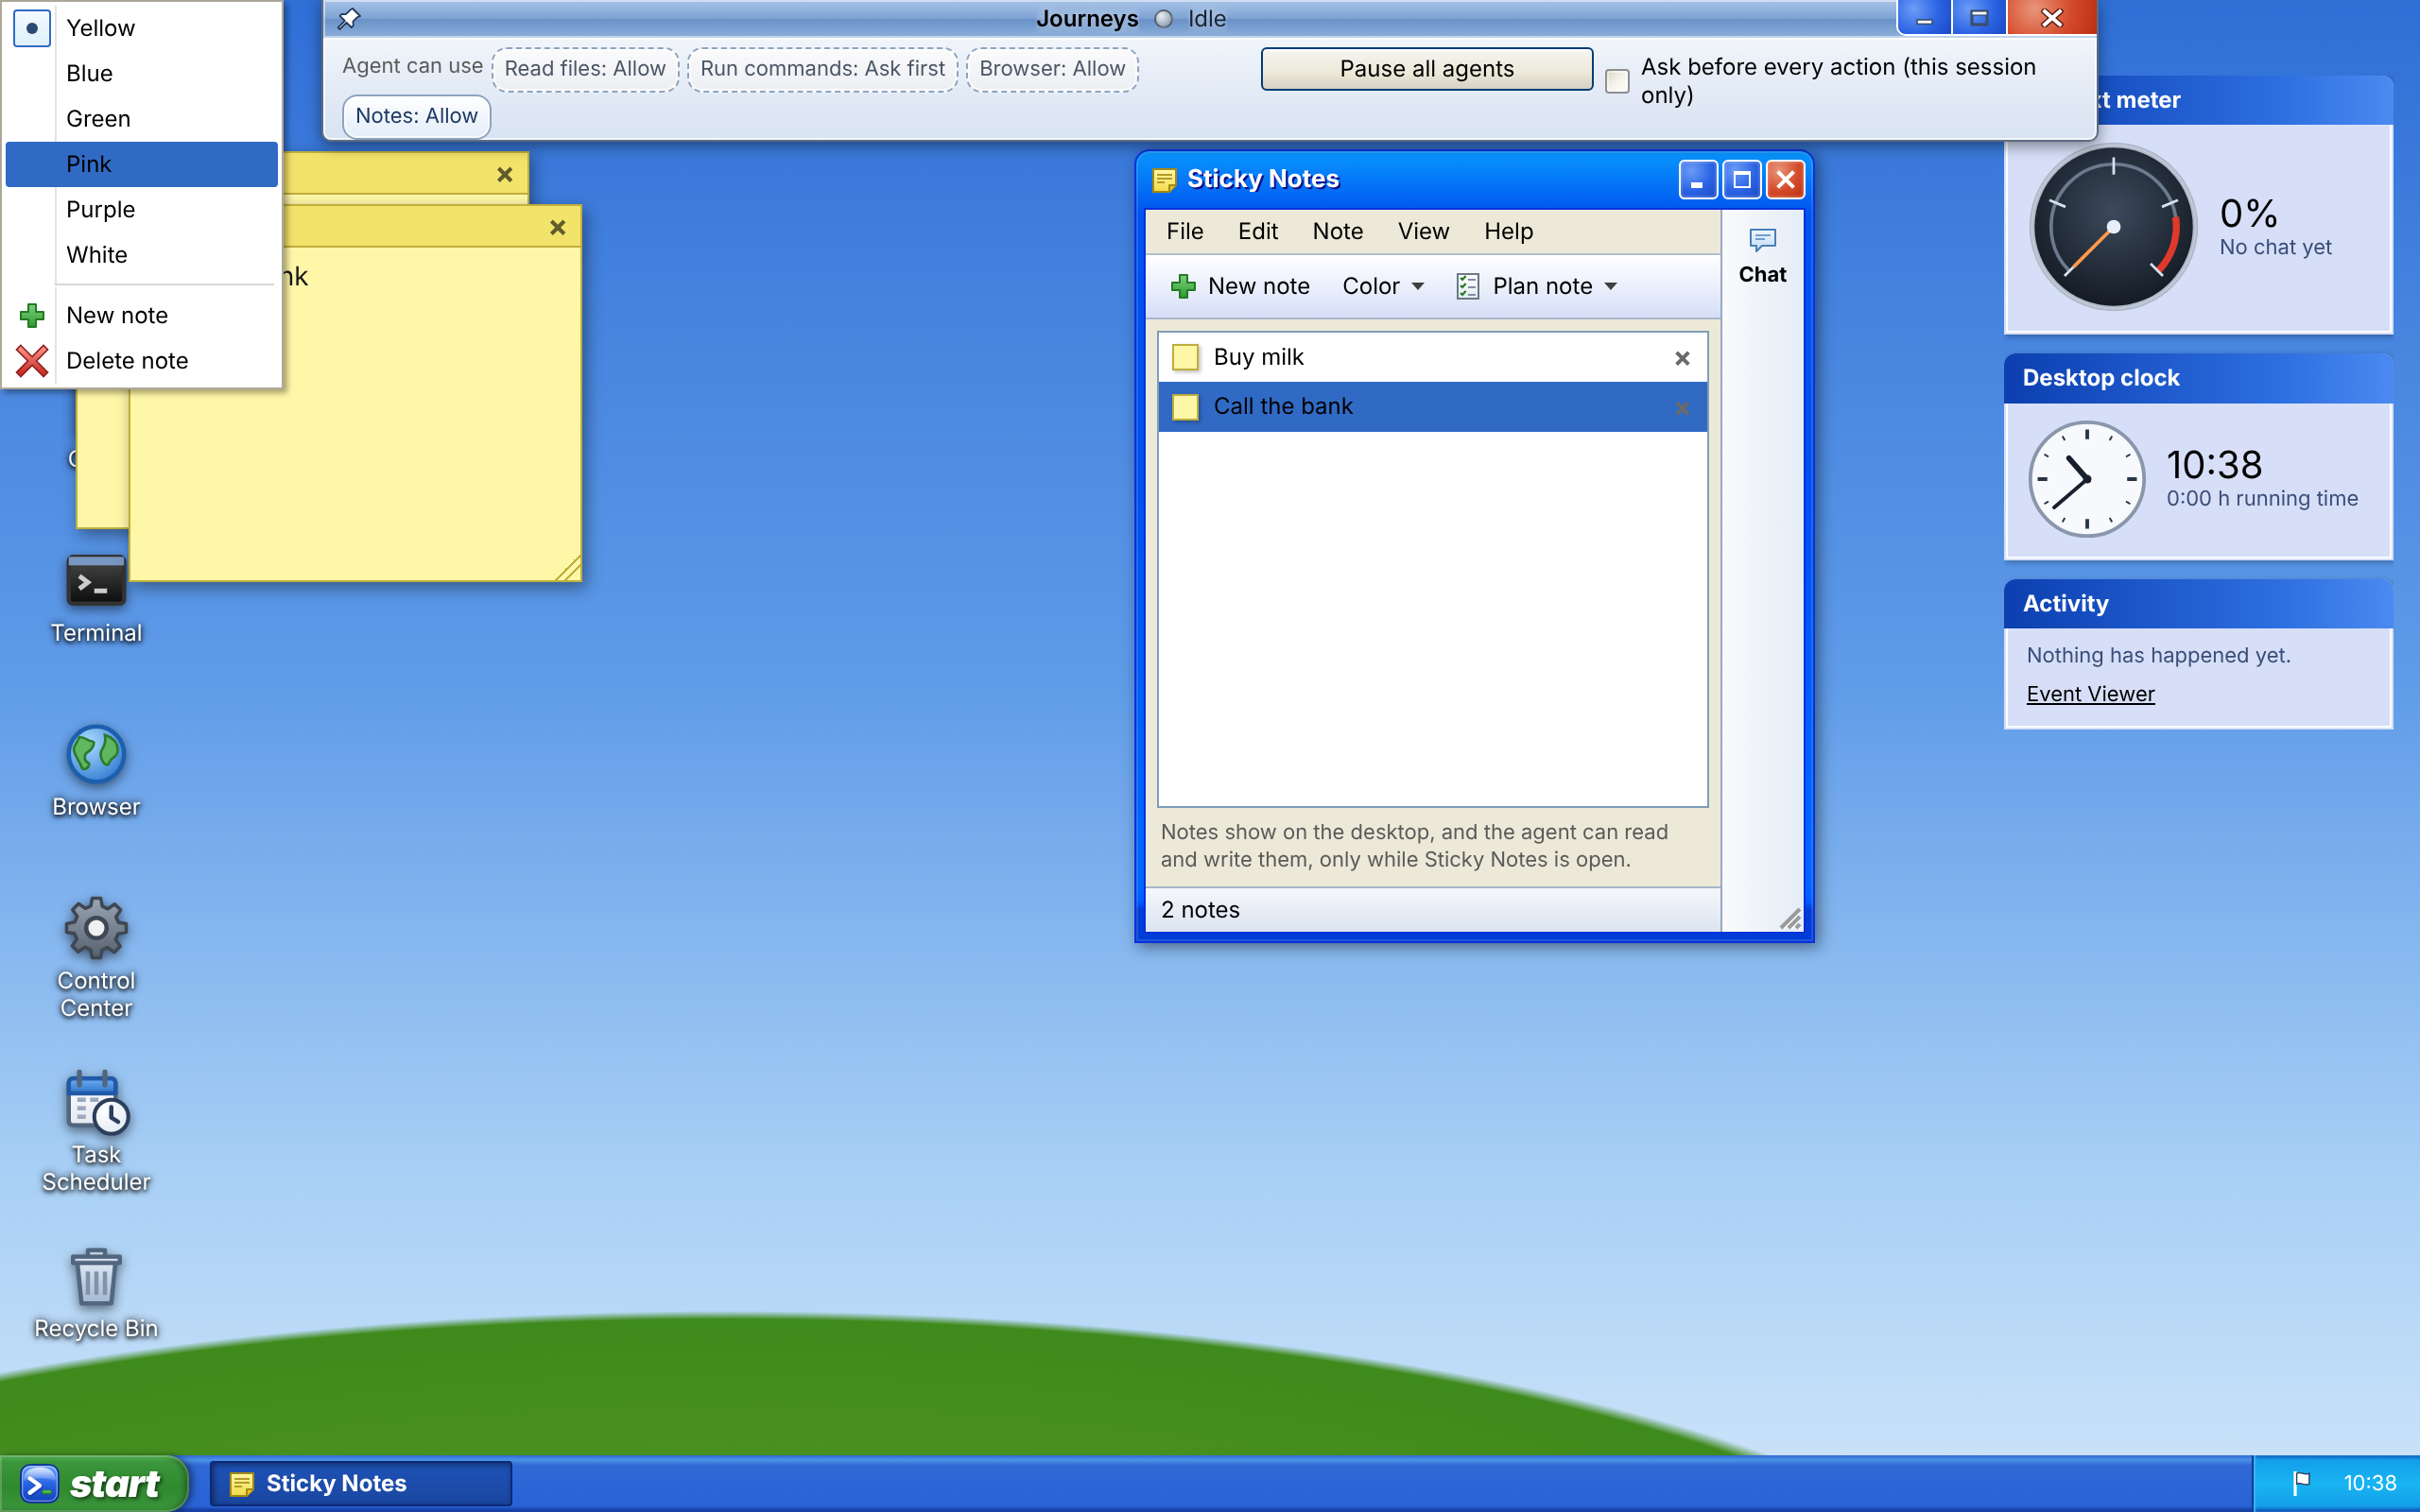 Yellow
Blue
Green
Pink
Purple
White
New note
Delete note
Journeys Idle
Agent can use Read files: Allow Run commands: Ask first Browser: Allow
Notes: Allow
Pause all agents
Ask before every action (this session
only)
nk
Terminal
Browser
Control
Center
Task
Scheduler
Recycle Bin
Sticky Notes
File Edit Note View Help
New note Color Plan note
Chat
Buy milk
Call the bank
Notes show on the desktop, and the agent can read
and write them, only while Sticky Notes is open.
2 notes
xt meter
0%
No chat yet
Desktop clock
10:38
0:00 h running time
Activity
Nothing has happened yet.
Event Viewer
start
Sticky Notes
10:38